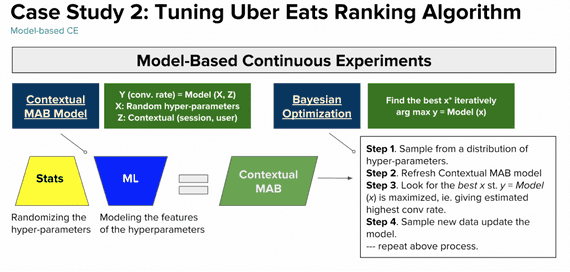 Case Study 2: Tuning Uber Eats Ranking Algorithm
Model-based CE
Model-Based Continuous Experiments
Contextual
MAB Model
Y (conv. rate) = Model (X, Z)
X: Random hyper-parameters
Z: Contextual (session, user)
Bayesian
Optimization
Find the best x* iteratively
arg max y = Model (x)
Stats
ML
Contextual
MAB
Randomizing the
hyper-parameters
Modeling the features
of the hyperparameters
Step 1. Sample from a distribution of
hyper-parameters.
Step 2. Refresh Contextual MAB model
Step 3. Look for the best x st. y = Model
(x) is maximized, ie. giving estimated
highest conv rate.
Step 4. Sample new data update the
model.
--- repeat above process.